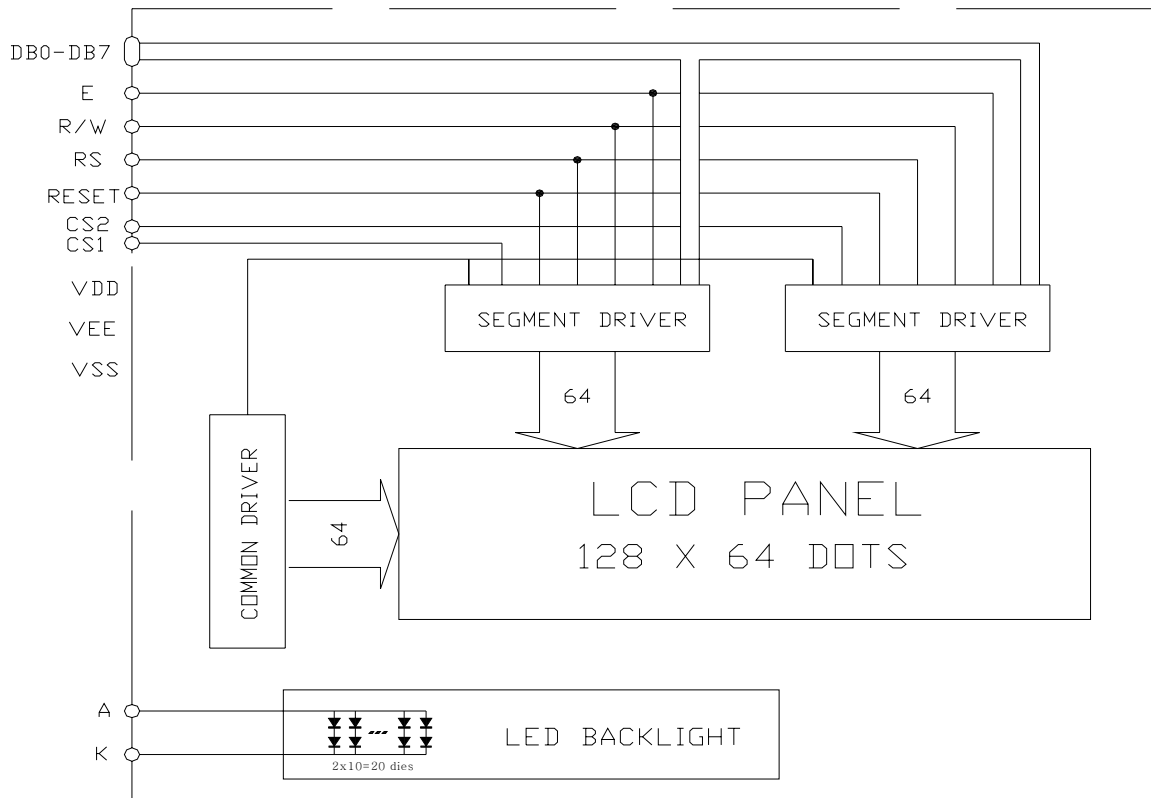 DB0-DB7
E
R/W
RS
RESET
CS2
CS1
VDD
VEE
VSS
SEGMENT DRIVER
SEGMENT DRIVER
64
64
COMMON DRIVER
64
LCD PANEL
128 X 64 DOTS
A
K
LED BACKLIGHT
2x10=20 dies